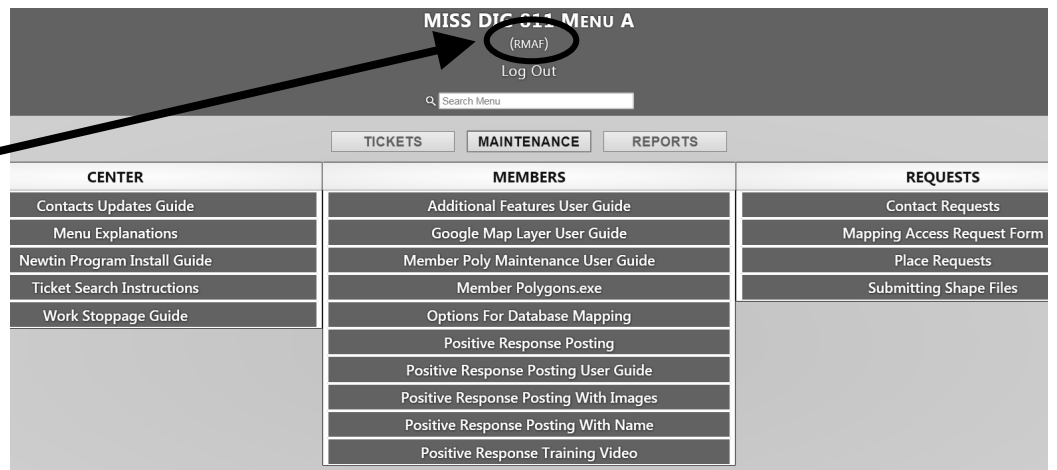 MISS DIG 811 MENU A
(RMAF)
Log Out
Search Menu
TICKETS MAINTENANCE REPORTS
CENTER
Contacts Updates Guide
Menu Explanations
Newtin Program Install Guide
Ticket Search Instructions
Work Stoppage Guide
MEMBERS
Additional Features User Guide
Google Map Layer User Guide
Member Poly Maintenance User Guide
Member Polygons.exe
Options For Database Mapping
Positive Response Posting
Positive Response Posting User Guide
Positive Response Posting With Images
Positive Response Posting With Name
Positive Response Training Video
REQUESTS
Contact Requests
Mapping Access Request Form
Place Requests
Submitting Shape Files